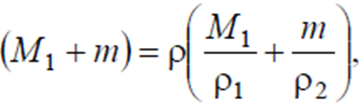 (M₁ + m) = ρ(M₁/ρ₁ + m/ρ₂),